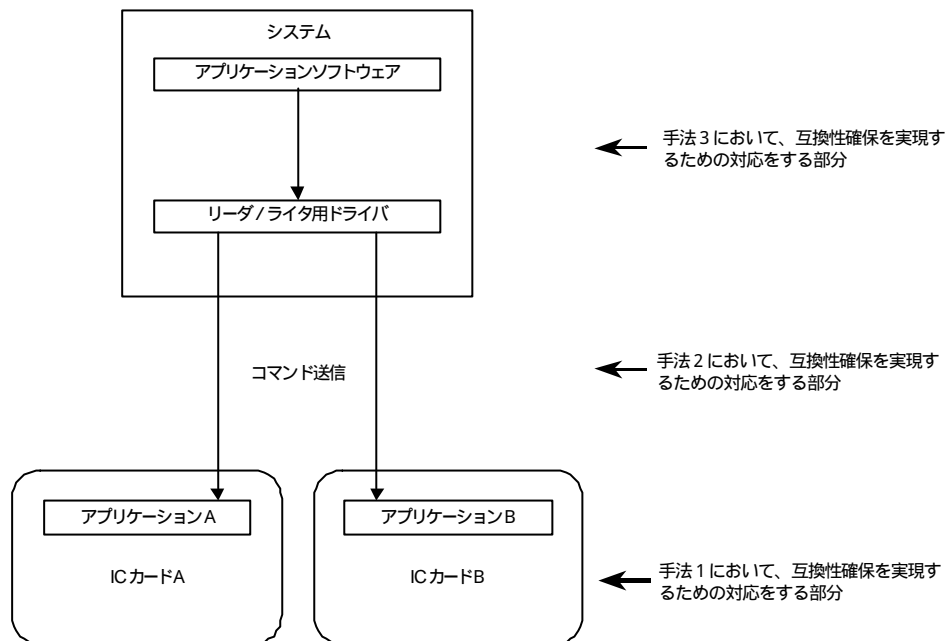 システム
アプリケーションソフトウェア
手法3において、互換性確保を実現す
るための対応をする部分
リーダ/ライタ用ドライバ
コマンド送信
手法2において、互換性確保を実現す
るための対応をする部分
アプリケーションA
アプリケーションB
ICカードA
ICカードB
手法1において、互換性確保を実現す
るための対応をする部分